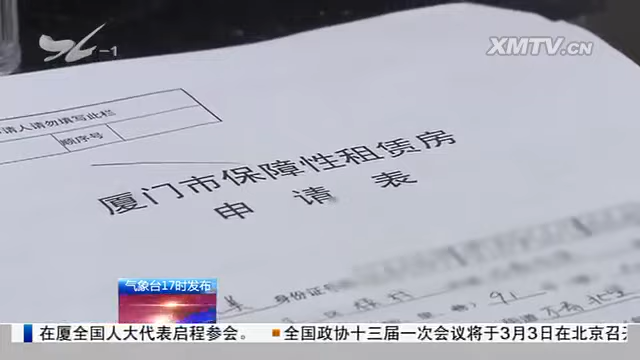 XMTV.CN
-1
请人请勿填写此栏
顺序号
厦门市保障性租赁房
申请表
身份证号
气象台17时发布
在厦全国人大代表启程参会。 全国政协十三届一次会议将于3月3日在北京召开